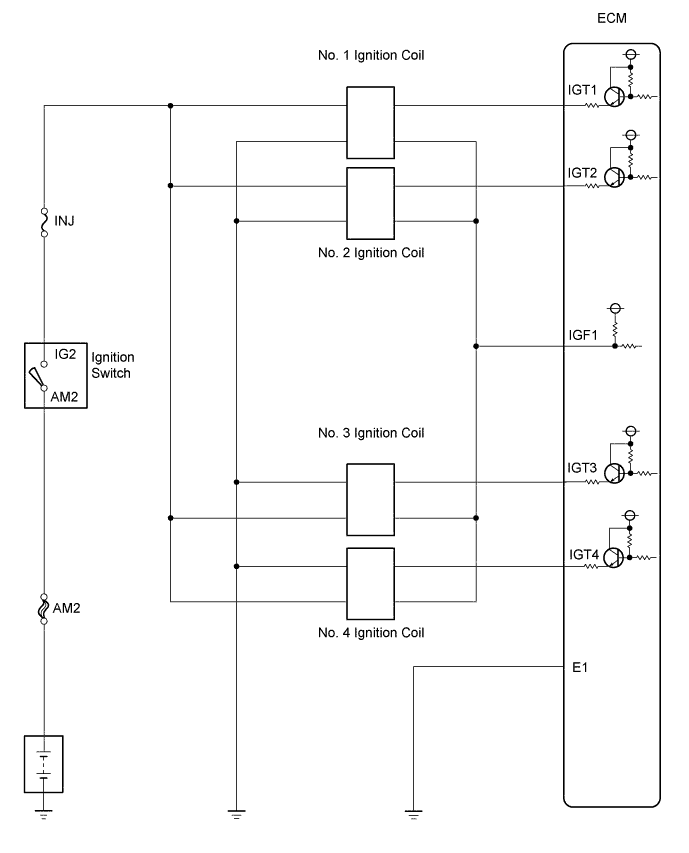 ECM
No. 1 Ignition Coil
IGT1
IGT2
INJ
No. 2 Ignition Coil
IGF1
IG2
Ignition
Switch
AM2
No. 3 Ignition Coil
IGT3
IGT4
AM2
No. 4 Ignition Coil
E1